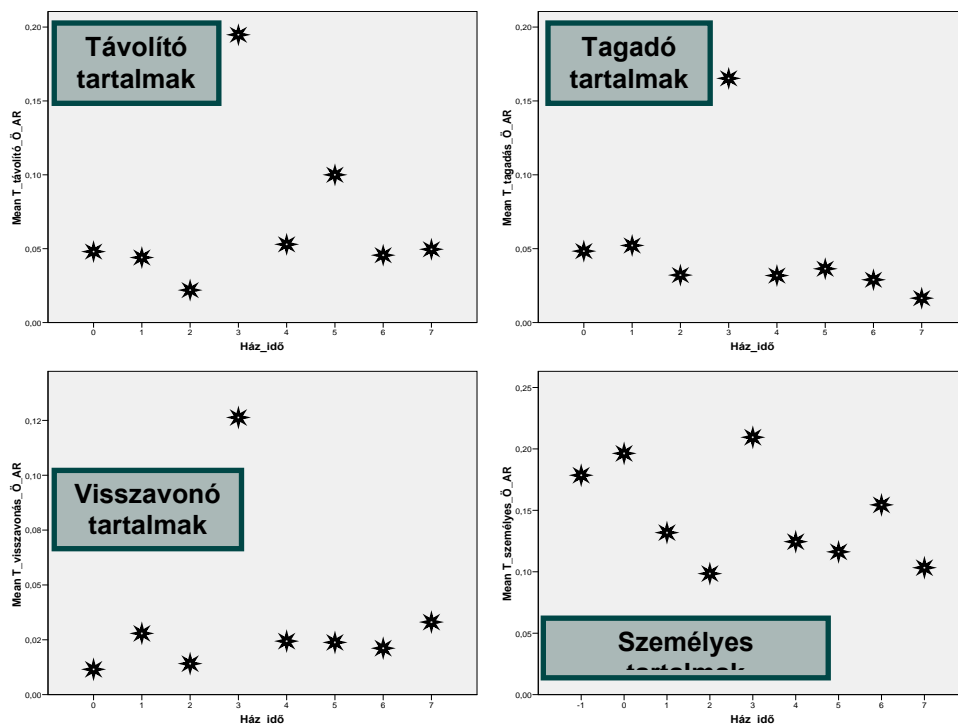 Távolító
tartalmak
Mean T_távolító_Ö_AR
0,20
0,15
0,10
0,05
0,00
0 1 2 3 4 5 6 7
Ház_idő
Tagadó
tartalmak
Mean T_tagadás_Ö_AR
0,20
0,15
0,10
0,05
0,00
0 1 2 3 4 5 6 7
Ház_idő
Visszavonó
tartalmak
Mean T_visszavonás_Ö_AR
0,12
0,10
0,08
0,05
0,02
0,00
0 1 2 3 4 5 6 7
Ház_idő
Személyes
tartalmak
Mean T_személyes_Ö_AR
0,25
0,20
0,15
0,10
0,05
0,00
-1 0 1 2 3 4 5 6 7
Ház_idő